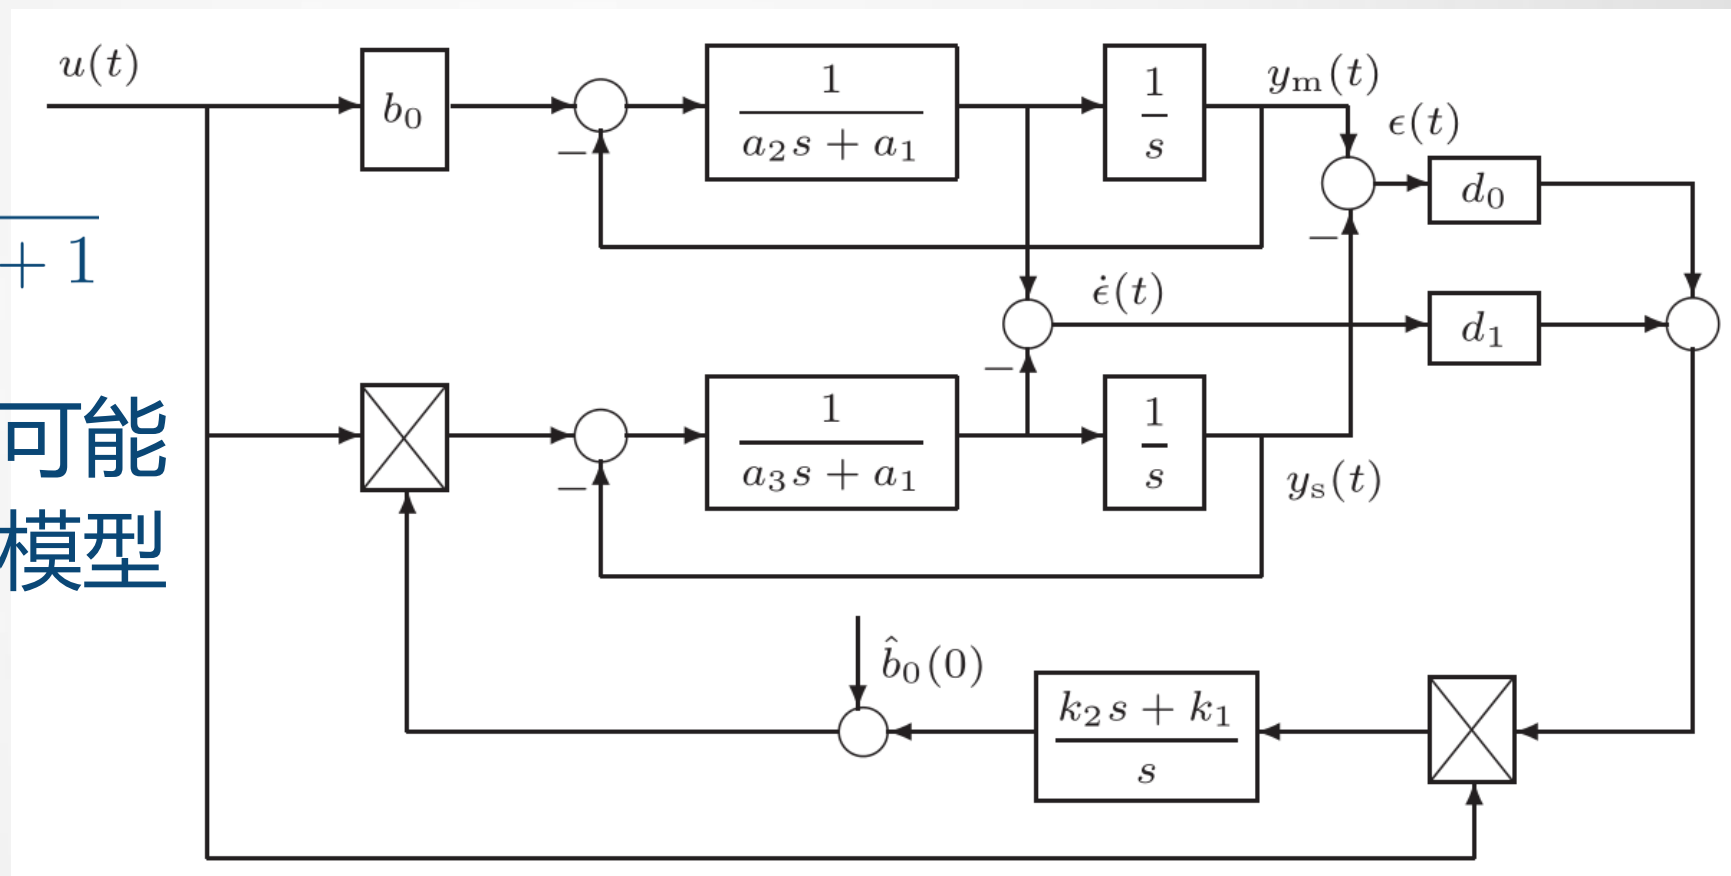 u(t)
b₀
−
1
a₂s + a₁
1
s
yₘ(t)
ϵ(t)
−
d₀
+ 1
ϵ̇(t)
−
d₁
可能
模型
−
1
a₃s + a₁
1
s
yₛ(t)
b̂₀(0)
k₂s + k₁
s